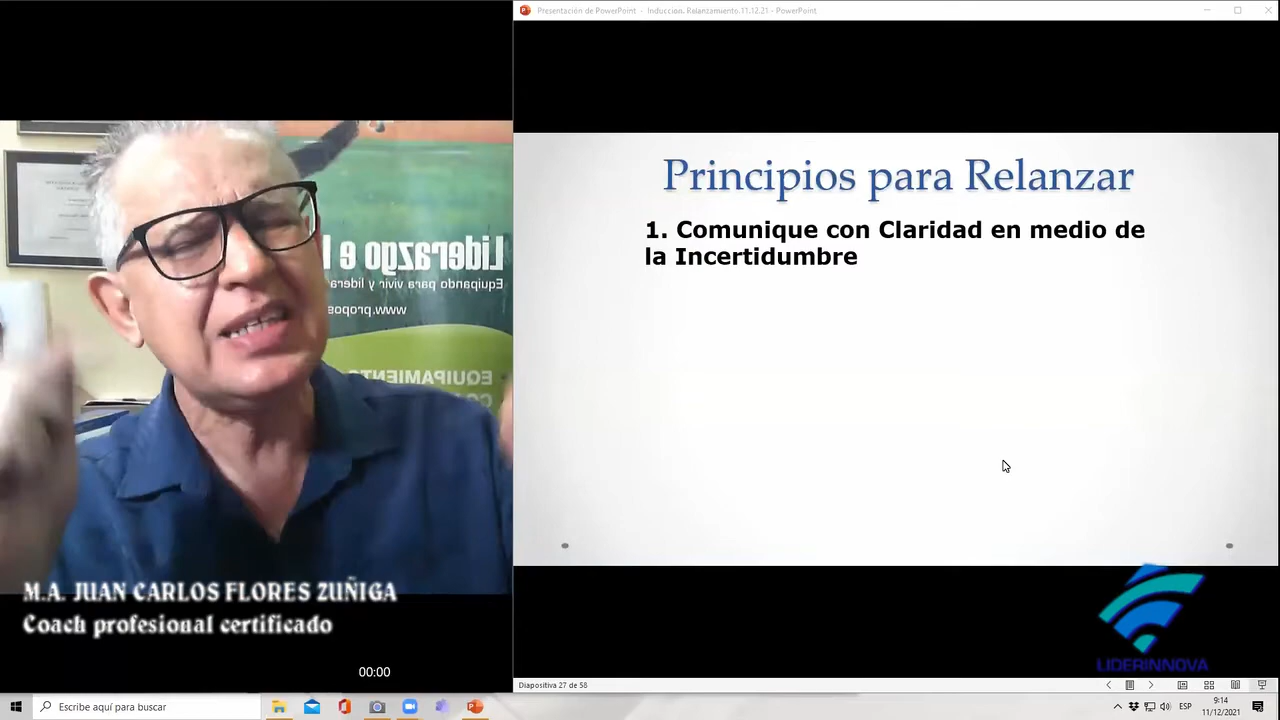 Presentación de PowerPoint - Induccion. Relanzamiento.11.12.21 - PowerPoint
Principios para Relanzar
1. Comunique con Claridad en medio de
la Incertidumbre
Liderazgo e
Equipando para vivir y lidera
www.propos
EQUIPAMIENTO
M.A. JUAN CARLOS FLORES ZUÑIGA
Coach profesional certificado
00:00
LIDERINNOVA
Diapositiva 27 de 58
Escribe aquí para buscar
ESP
9:14
11/12/2021